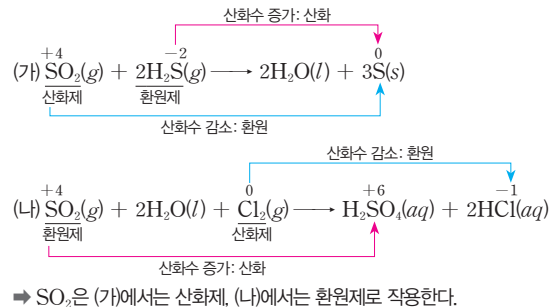 산화수 증가: 산화
+4 −2 0
(가) SO₂(g) + 2H₂S(g) ⟶ 2H₂O(l) + 3S(s)
산화제 환원제
산화수 감소: 환원
산화수 감소: 환원
+4 0 +6 −1
(나) SO₂(g) + 2H₂O(l) + Cl₂(g) ⟶ H₂SO₄(aq) + 2HCl(aq)
환원제 산화제
산화수 증가: 산화
➡ SO₂은 (가)에서는 산화제, (나)에서는 환원제로 작용한다.